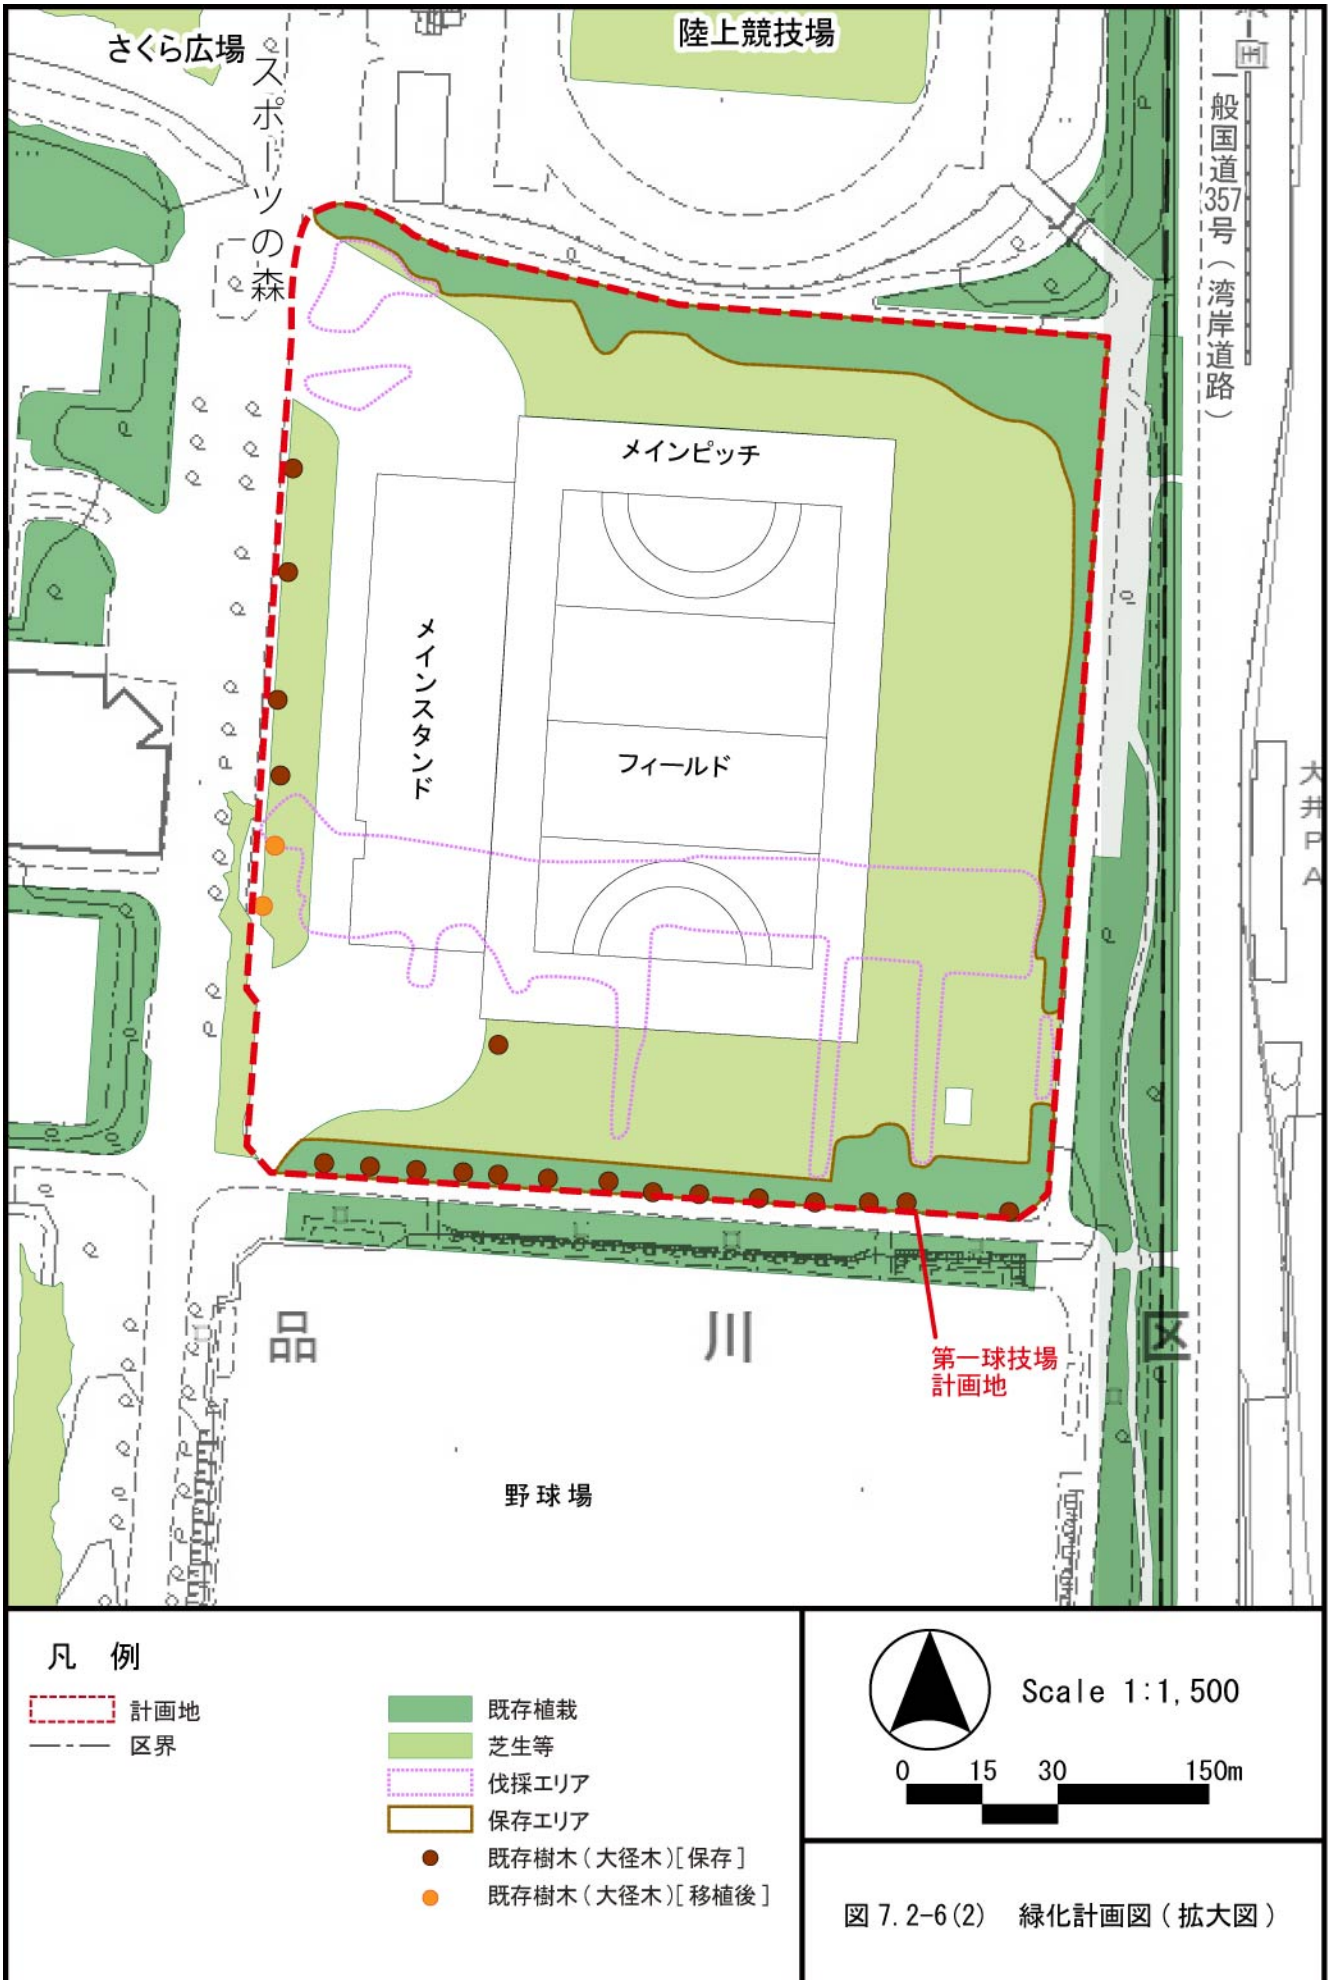 さくら広場
陸上競技場
スポーツの森
一般国道357号(湾岸道路)
メインピッチ
メインスタンド
フィールド
大井PA
品川区
第一球技場
計画地
野球場
凡 例
計画地
区界
既存植栽
芝生等
伐採エリア
保存エリア
既存樹木(大径木)[保存]
既存樹木(大径木)[移植後]
Scale 1:1,500
0 15 30 150m
図 7.2-6(2) 緑化計画図(拡大図)